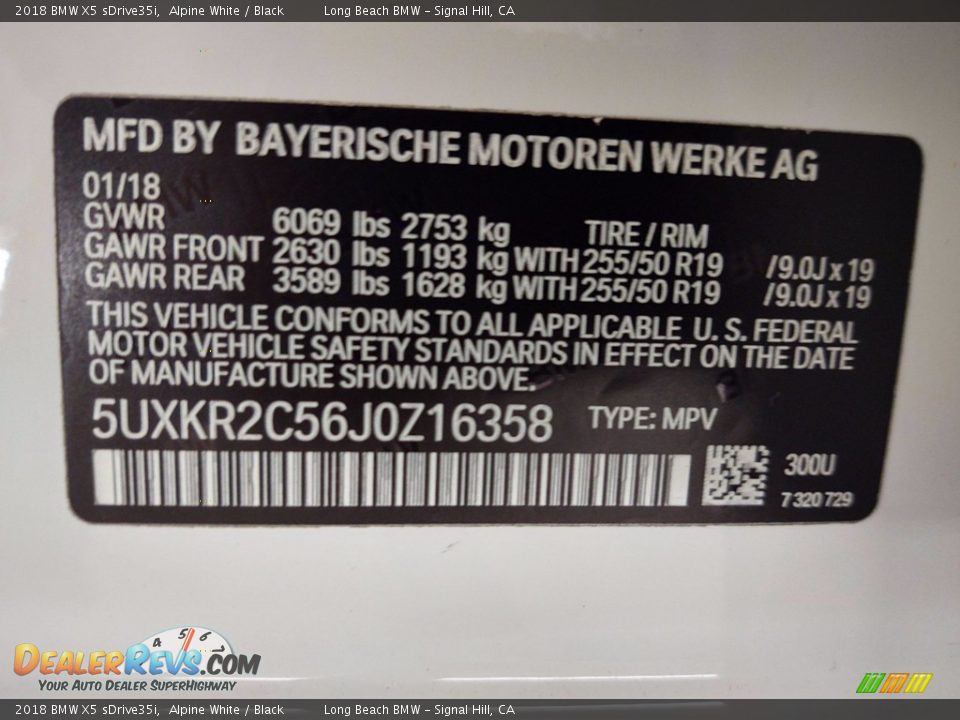 2018 BMW X5 sDrive35i, Alpine White / Black Long Beach BMW - Signal Hill, CA
MFD BY BAYERISCHE MOTOREN WERKE AG
01/18
GVWR 6069 lbs 2753 kg TIRE / RIM
GAWR FRONT 2630 lbs 1193 kg WITH 255/50 R19 /9.0J x 19
GAWR REAR 3589 lbs 1628 kg WITH 255/50 R19 /9.0J x 19
THIS VEHICLE CONFORMS TO ALL APPLICABLE U. S. FEDERAL
MOTOR VEHICLE SAFETY STANDARDS IN EFFECT ON THE DATE
OF MANUFACTURE SHOWN ABOVE.
5UXKR2C56J0Z16358 TYPE: MPV
300U
7 320 729
4 5 6
DEALERREVS.COM
YOUR AUTO DEALER SUPERHIGHWAY
2018 BMW X5 sDrive35i, Alpine White / Black Long Beach BMW - Signal Hill, CA